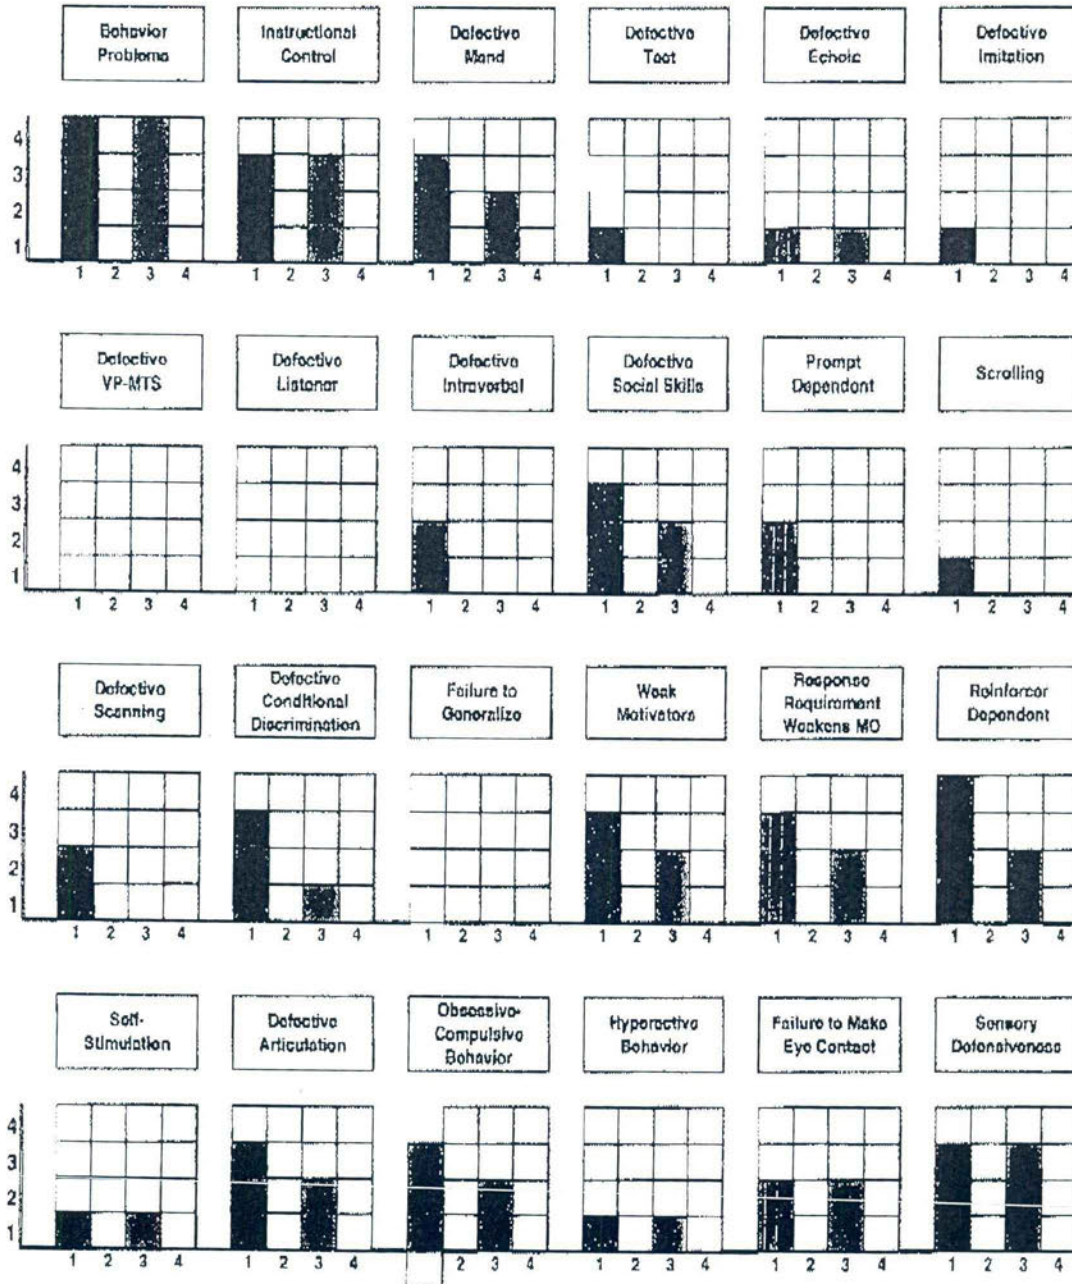 Behavior
Problems
Instructional
Control
Defective
Mand
Defective
Tact
Defective
Echoic
Defective
Imitation
4
3
2
1
1 2 3 4
1 2 3 4
1 2 3 4
1 2 3 4
1 2 3 4
1 2 3 4
Defective
VP-MTS
Defective
Listener
Defective
Intraverbal
Defective
Social Skills
Prompt
Dependent
Scrolling
4
3
2
1
1 2 3 4
1 2 3 4
1 2 3 4
1 2 3 4
1 2 3 4
1 2 3 4
Defective
Scanning
Defective
Conditional
Discrimination
Failure to
Generalize
Weak
Motivators
Response
Requirement
Weakens MO
Reinforcer
Dependent
4
3
2
1
1 2 3 4
1 2 3 4
1 2 3 4
1 2 3 4
1 2 3 4
1 2 3 4
Self-
Stimulation
Defective
Articulation
Obsessive-
Compulsive
Behavior
Hyperactive
Behavior
Failure to Make
Eye Contact
Sensory
Defensiveness
4
3
2
1
1 2 3 4
1 2 3 4
2 3 4
1 2 3 4
1 2 3 4
1 2 3 4